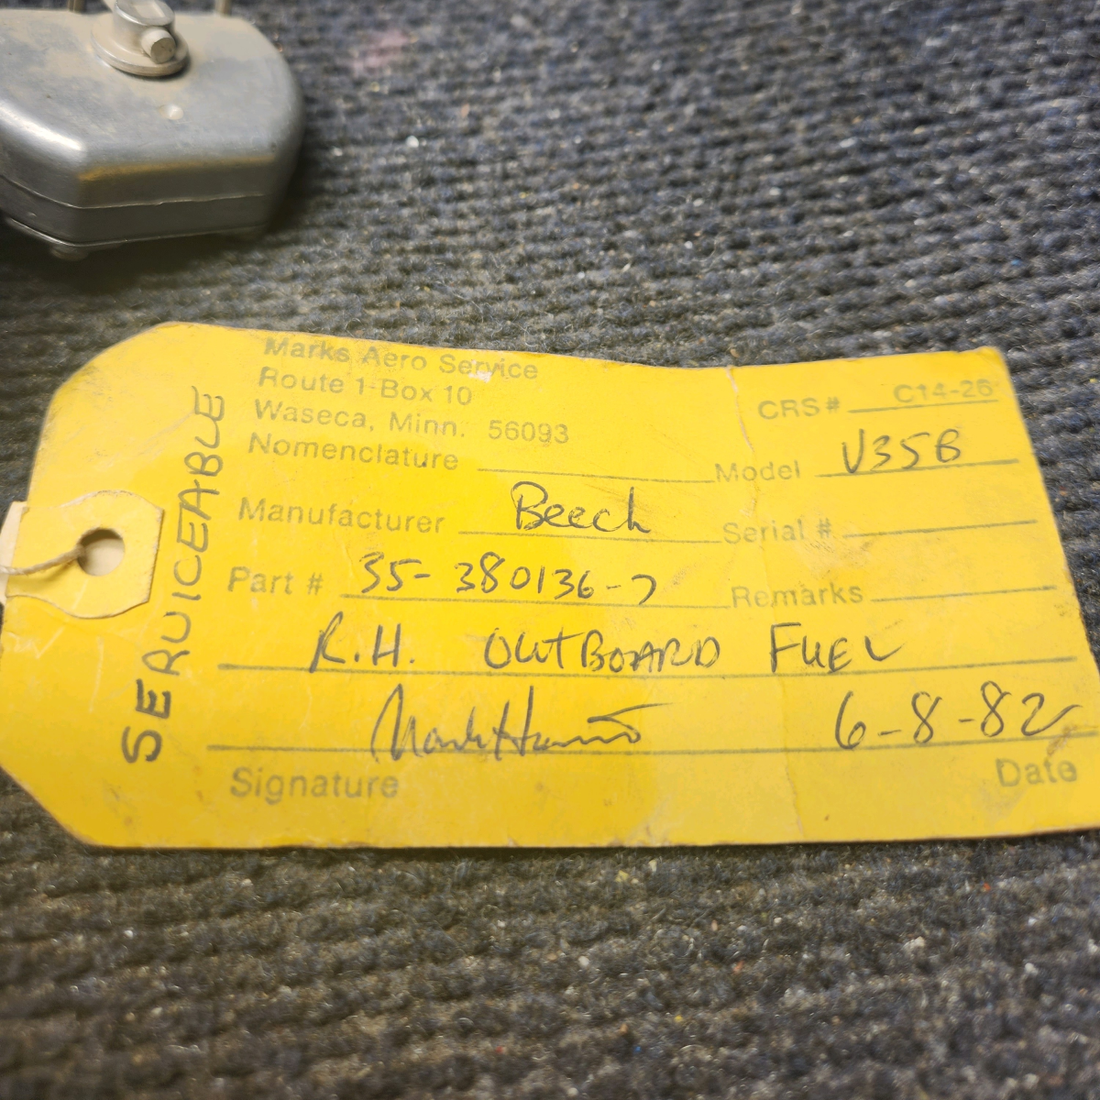 Marks Aero Service
Route 1-Box 10
Waseca, Minn. 56093
CRS# C14-26
Nomenclature Model V35B
Manufacturer Beech Serial #
Part # 35-380136-7 Remarks
R.H. OUTBOARD FUEL
6-8-82
Signature Date
SERVICEABLE